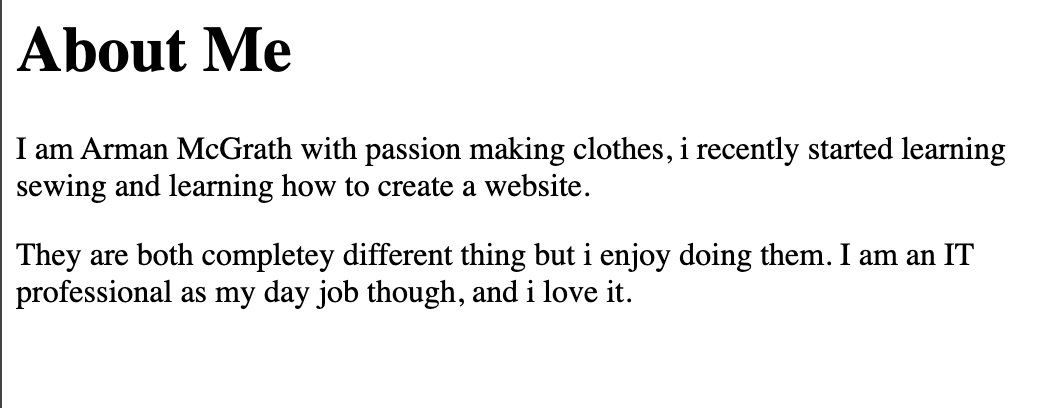 About Me
I am Arman McGrath with passion making clothes, i recently started learning
sewing and learning how to create a website.
They are both completey different thing but i enjoy doing them. I am an IT
professional as my day job though, and i love it.